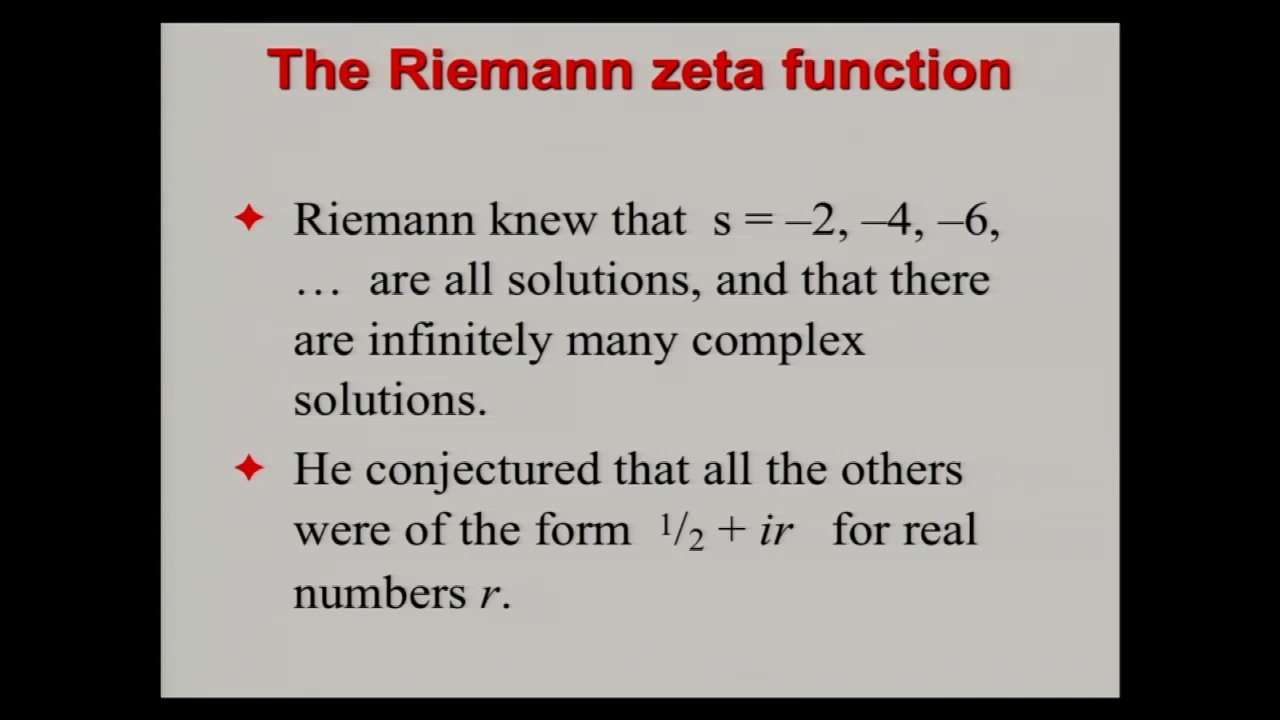 The Riemann zeta function
Riemann knew that s = –2, –4, –6,
… are all solutions, and that there
are infinitely many complex
solutions.
He conjectured that all the others
were of the form 1/2 + ir for real
numbers r.